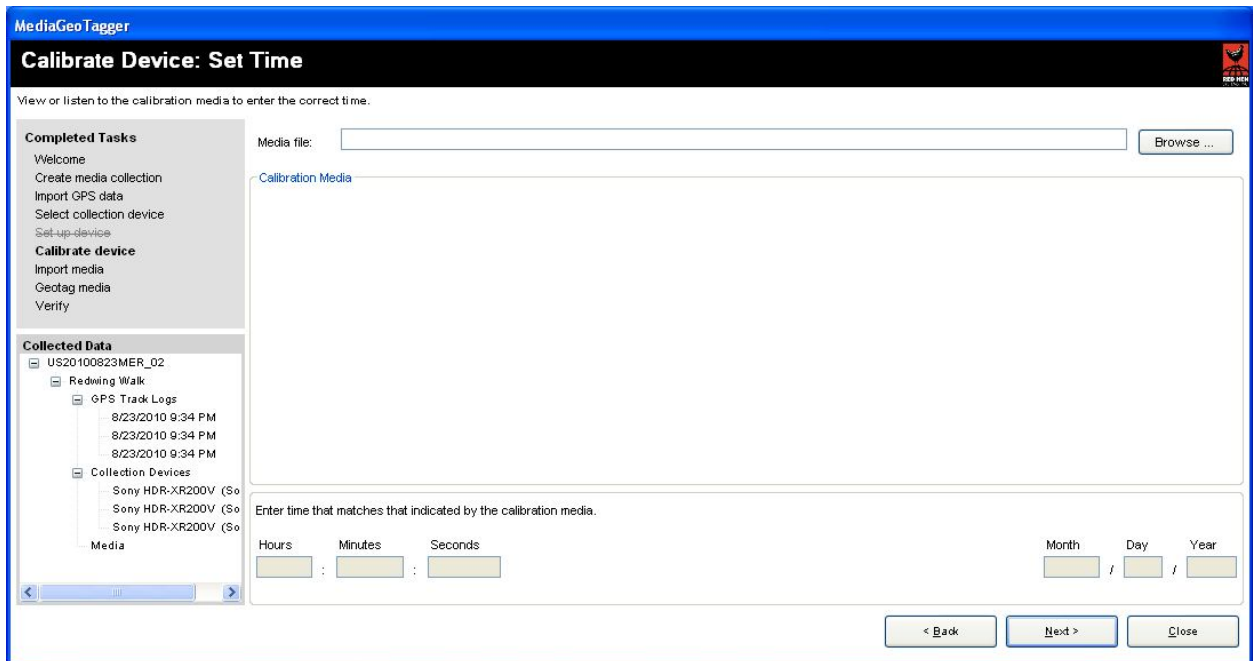 MediaGeoTagger
Calibrate Device: Set Time
RED HEN
View or listen to the calibration media to enter the correct time.
Completed Tasks
Welcome
Create media collection
Import GPS data
Select collection device
Set up device
Calibrate device
Import media
Geotag media
Verify
Collected Data
US20100823MER_02
Redwing Walk
GPS Track Logs
8/23/2010 9:34 PM
8/23/2010 9:34 PM
8/23/2010 9:34 PM
Collection Devices
Sony HDR-XR200V (So
Sony HDR-XR200V (So
Sony HDR-XR200V (So
Media
Media file:
Browse ...
Calibration Media
Enter time that matches that indicated by the calibration media.
Hours Minutes Seconds Month Day Year
: : / /
< Back Next > Close